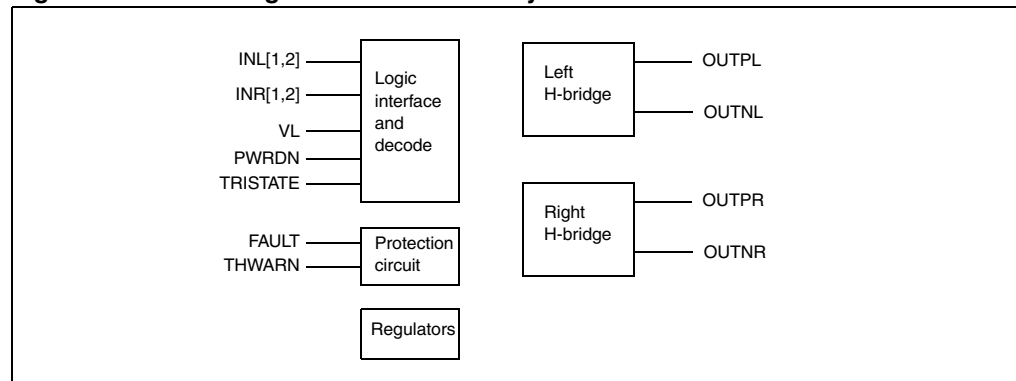 INL[1,2]
INR[1,2]
VL
PWRDN
TRISTATE
Logic
interface
and
decode
FAULT
THWARN
Protection
circuit
Regulators
Left
H-bridge
OUTPL
OUTNL
Right
H-bridge
OUTPR
OUTNR